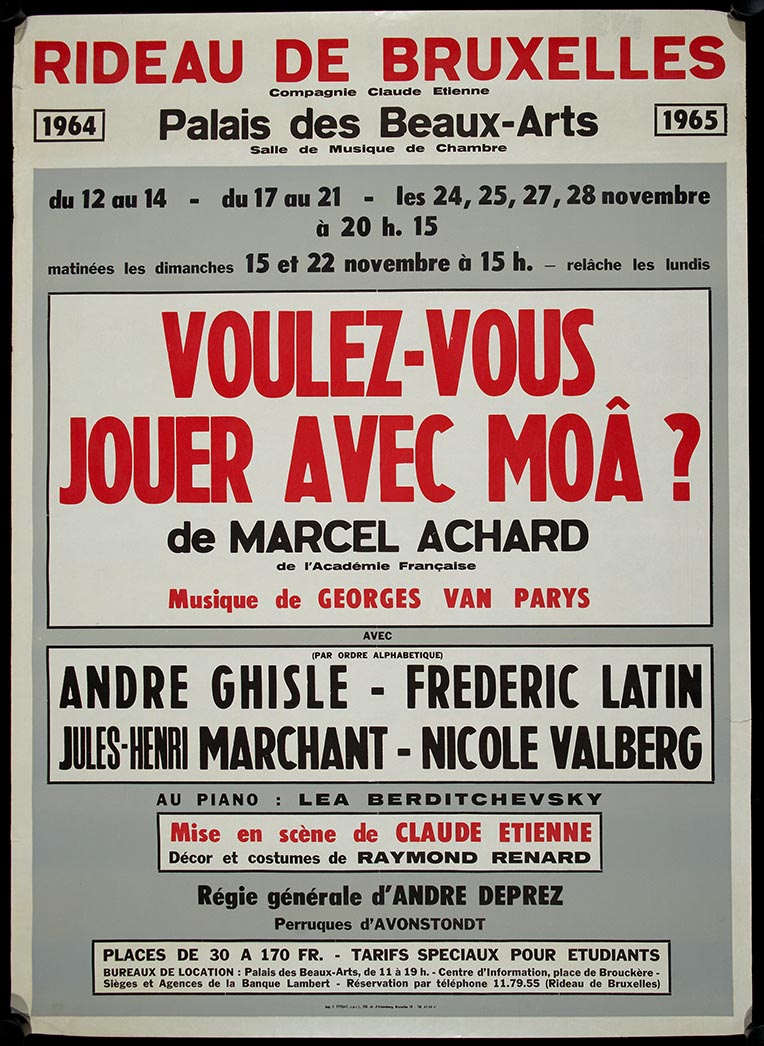 RIDEAU DE BRUXELLES
Compagnie Claude Etienne
1964 Palais des Beaux-Arts 1965
Salle de Musique de Chambre
du 12 au 14 - du 17 au 21 - les 24, 25, 27, 28 novembre
à 20 h. 15
matinées les dimanches 15 et 22 novembre à 15 h. — relâche les lundis
VOULEZ-VOUS
JOUER AVEC MOÂ ?
de MARCEL ACHARD
de l'Académie Française
Musique de GEORGES VAN PARYS
AVEC
(PAR ORDRE ALPHABETIQUE)
ANDRE GHISLE - FREDERIC LATIN
JULES-HENRI MARCHANT - NICOLE VALBERG
AU PIANO : LEA BERDITCHEVSKY
Mise en scène de CLAUDE ETIENNE
Décor et costumes de RAYMOND RENARD
Régie générale d'ANDRE DEPREZ
Perruques d'AVONSTONDT
PLACES DE 30 A 170 FR. - TARIFS SPECIAUX POUR ETUDIANTS
BUREAUX DE LOCATION : Palais des Beaux-Arts, de 11 à 19 h. - Centre d'Information, place de Brouckère -
Sièges et Agences de la Banque Lambert - Réservation par téléphone 11.79.55 (Rideau de Bruxelles)